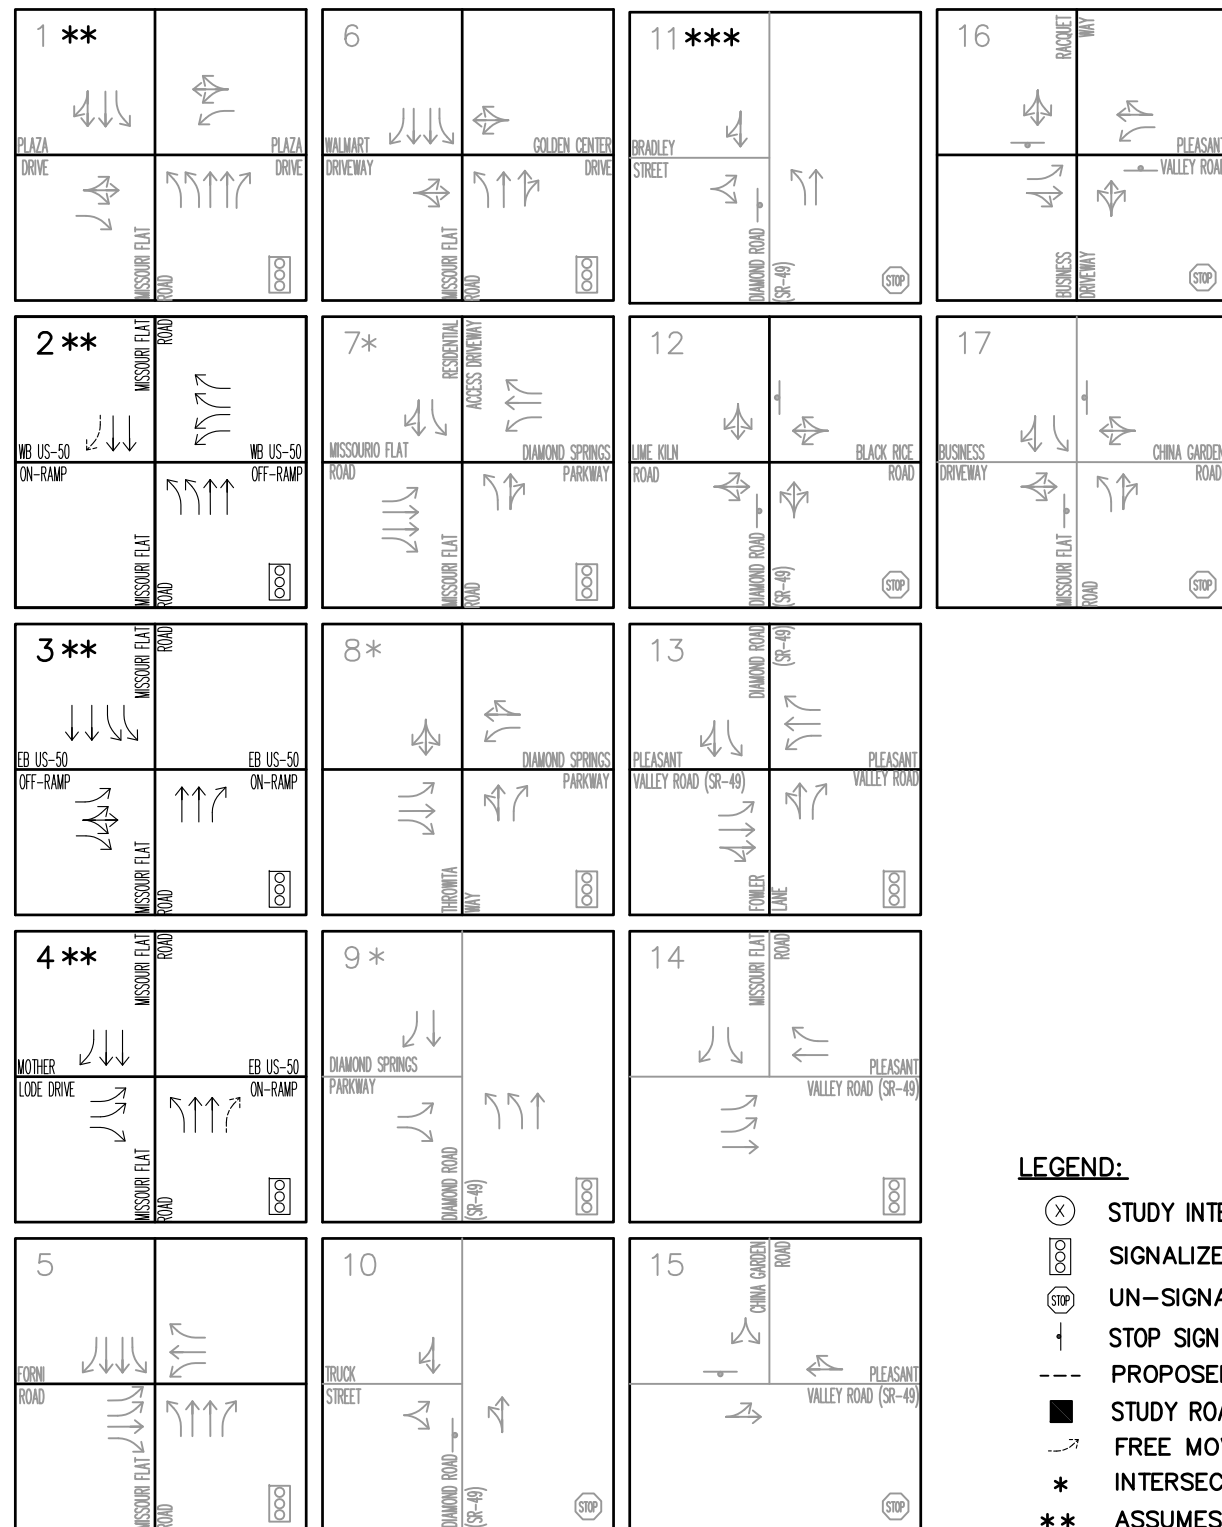 1 **
PLAZA
DRIVE
PLAZA
DRIVE
MISSOURI FLAT
ROAD
6
WALMART
DRIVEWAY
GOLDEN CENTER
DRIVE
MISSOURI FLAT
ROAD
11 ***
BRADLEY
STREET
DIAMOND ROAD
(SR-49)
STOP
16
RACQUET
WAY
PLEASANT
VALLEY ROAD
BUSINESS
DRIVEWAY
STOP
2 **
MISSOURI FLAT
ROAD
WB US-50
ON-RAMP
WB US-50
OFF-RAMP
MISSOURI FLAT
ROAD
7*
RESIDENTIAL
ACCESS DRIVEWAY
MISSOURIO FLAT
ROAD
DIAMOND SPRINGS
PARKWAY
MISSOURI FLAT
ROAD
12
LIME KILN
ROAD
BLACK RICE
ROAD
DIAMOND ROAD
(SR-49)
STOP
17
BUSINESS
DRIVEWAY
CHINA GARDEN
ROAD
MISSOURI FLAT
ROAD
STOP
3 **
MISSOURI FLAT
ROAD
EB US-50
OFF-RAMP
EB US-50
ON-RAMP
MISSOURI FLAT
ROAD
8*
DIAMOND SPRINGS
PARKWAY
THROWITA
WAY
13
DIAMOND ROAD
(SR-49)
PLEASANT
VALLEY ROAD (SR-49)
PLEASANT
VALLEY ROAD
FOWLER
LANE
4 **
MISSOURI FLAT
ROAD
MOTHER
LODE DRIVE
EB US-50
ON-RAMP
MISSOURI FLAT
ROAD
9 *
DIAMOND SPRINGS
PARKWAY
DIAMOND ROAD
(SR-49)
14
MISSOURI FLAT
ROAD
PLEASANT
VALLEY ROAD (SR-49)
5
FORNI
ROAD
MISSOURI FLAT
ROAD
10
TRUCK
STREET
DIAMOND ROAD
(SR-49)
STOP
15
CHINA GARDEN
ROAD
PLEASANT
VALLEY ROAD (SR-49)
STOP
LEGEND:
X STUDY INTE
SIGNALIZE
STOP UN-SIGNA
STOP SIGN
PROPOSE
STUDY ROA
FREE MOV
* INTERSEC
** ASSUMES